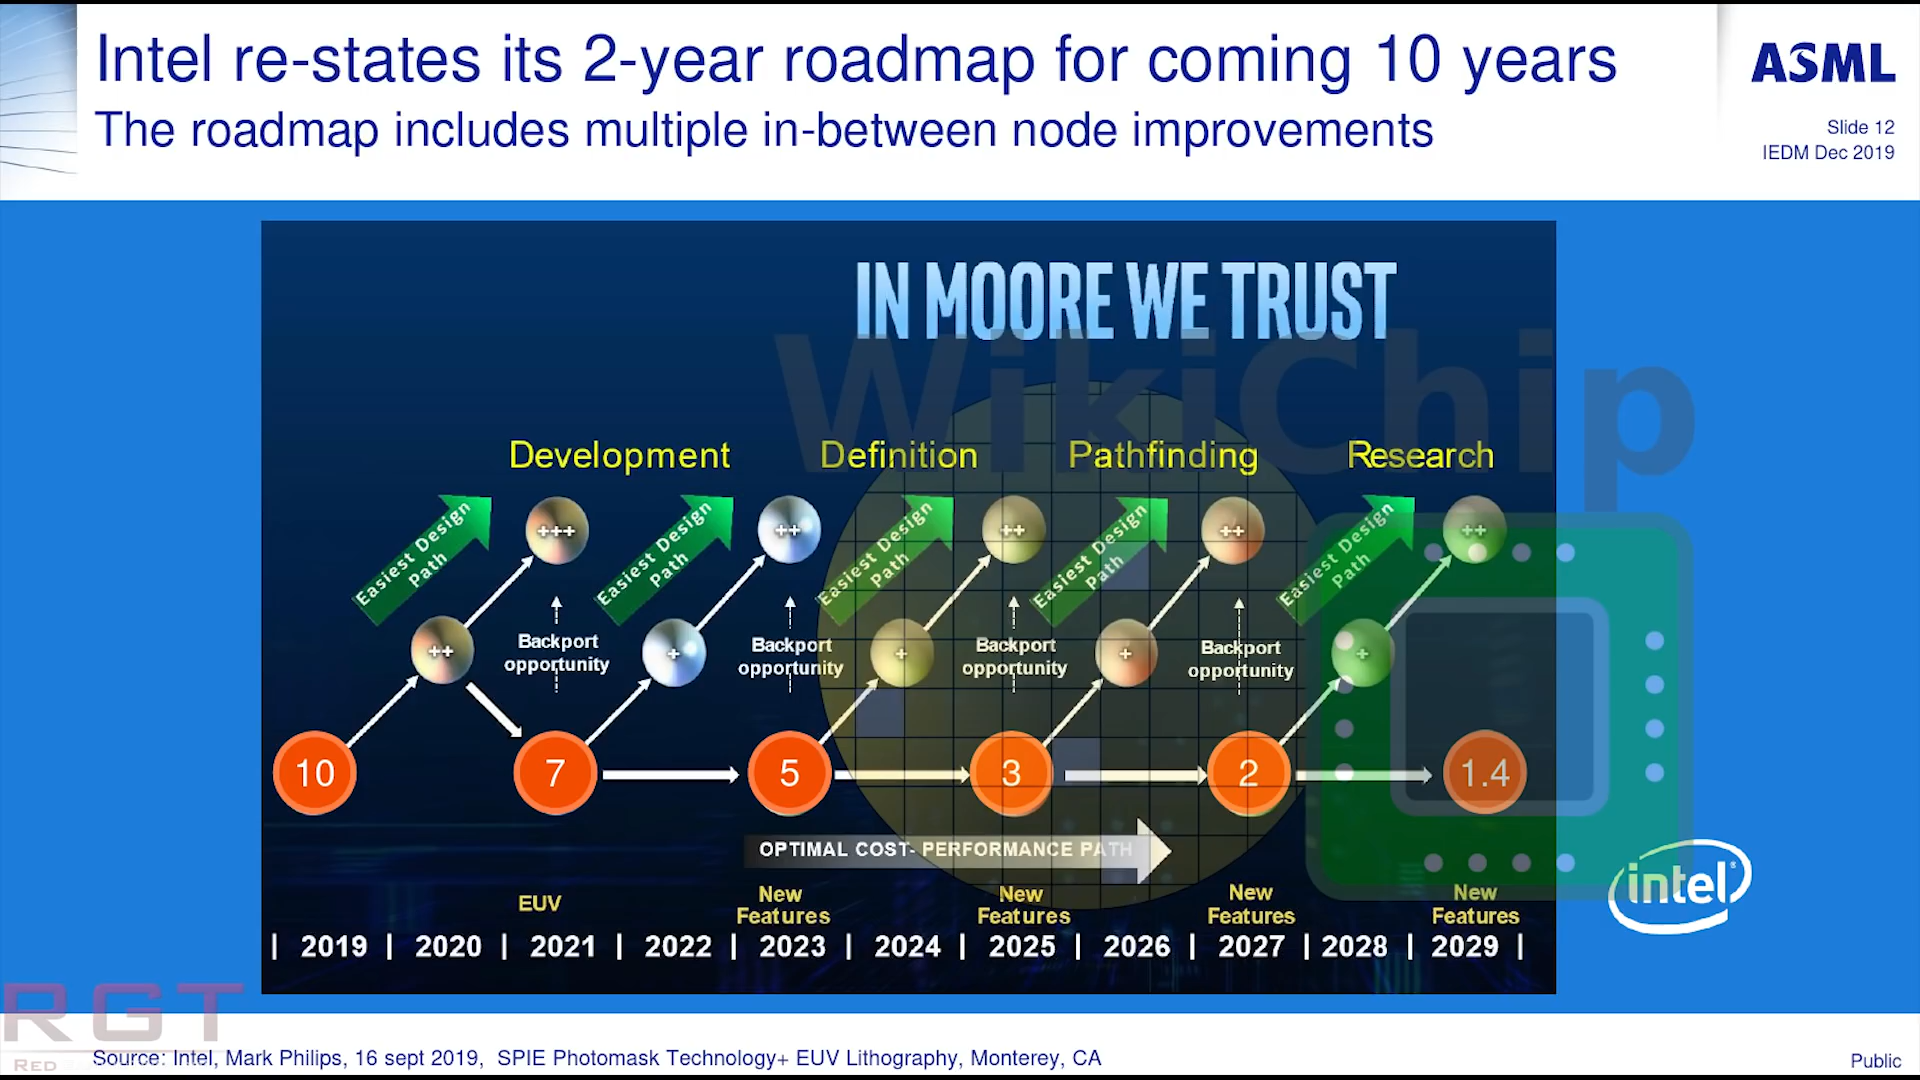 Intel re-states its 2-year roadmap for coming 10 years
The roadmap includes multiple in-between node improvements
ASML
Slide 12
IEDM Dec 2019
IN MOORE WE TRUST
WikiChip
Development
Definition
Pathfinding
Research
Easiest Design
Path
Easiest Design
Path
Easiest Design
Path
Easiest Design
Path
Easiest Design
Path
+++
++
++
++
++
++
+
+
+
+
Backport
opportunity
Backport
opportunity
Backport
opportunity
Backport
opportunity
10
7
5
3
2
1.4
OPTIMAL COST- PERFORMANCE PATH
EUV
New
Features
New
Features
New
Features
New
Features
| 2019 | 2020 | 2021 | 2022 | 2023 | 2024 | 2025 | 2026 | 2027 | 2028 | 2029 |
intel®
RGT
RED
Source: Intel, Mark Philips, 16 sept 2019, SPIE Photomask Technology+ EUV Lithography, Monterey, CA
Public